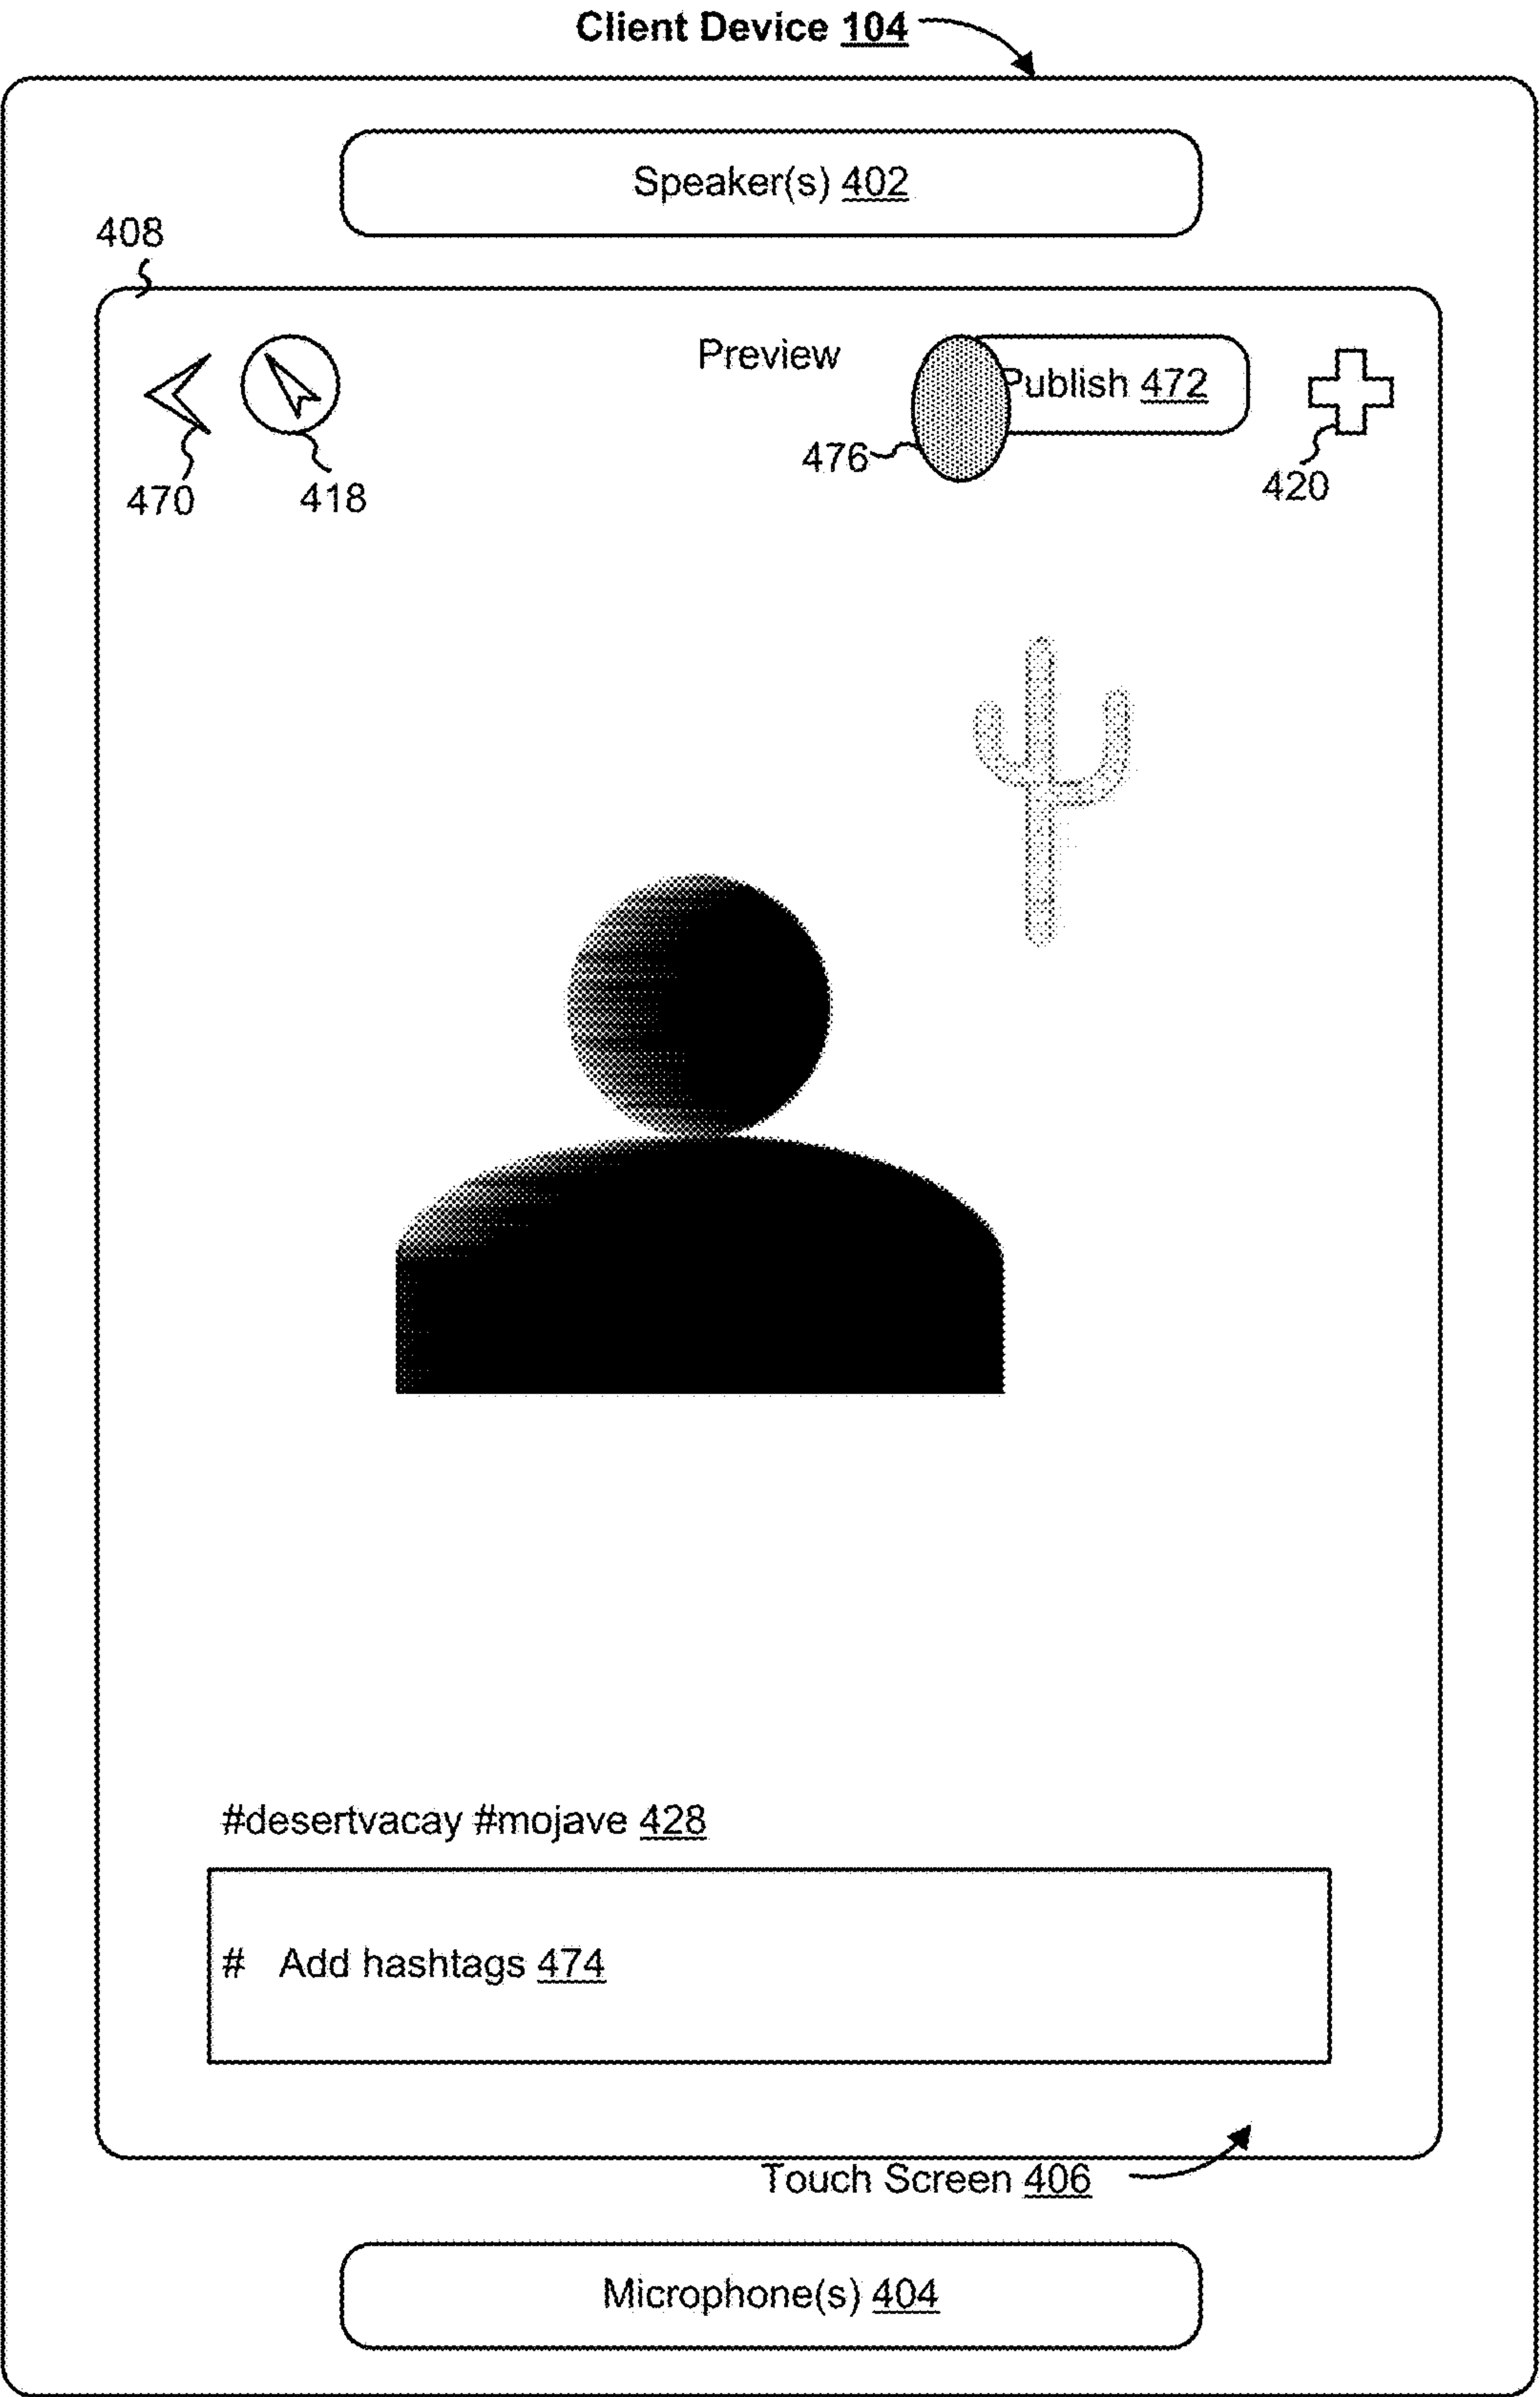 Client Device 104
Speaker(s) 402
408
Preview
Publish 472
476
470
418
420
#desertvacay #mojave 428
# Add hashtags 474
Touch Screen 406
Microphone(s) 404